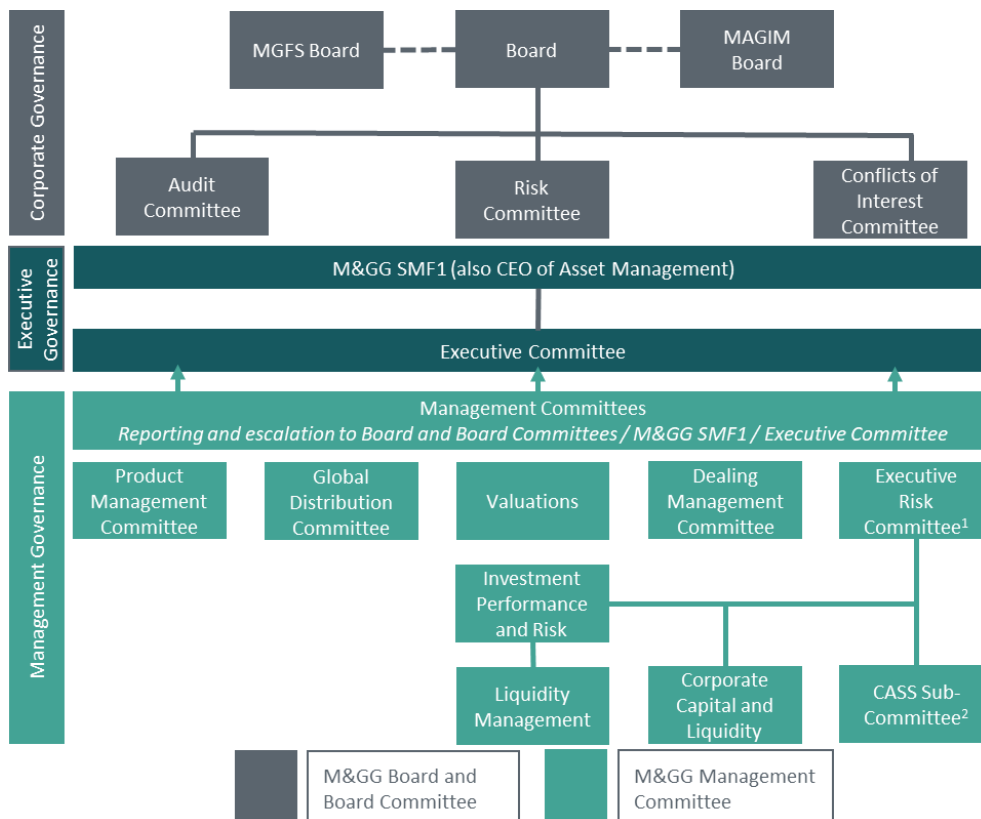 Corporate Governance
MGFS Board
Board
MAGIM
Board
Audit
Committee
Risk
Committee
Conflicts of
Interest
Committee
Executive
Governance
M&GG SMF1 (also CEO of Asset Management)
Executive Committee
Management Governance
Management Committees
Reporting and escalation to Board and Board Committees / M&GG SMF1 / Executive Committee
Product
Management
Committee
Global
Distribution
Committee
Valuations
Dealing
Management
Committee
Executive
Risk
Committee¹
Investment
Performance
and Risk
Liquidity
Management
Corporate
Capital and
Liquidity
CASS Sub-
Committee²
M&GG Board and
Board Committee
M&GG Management
Committee